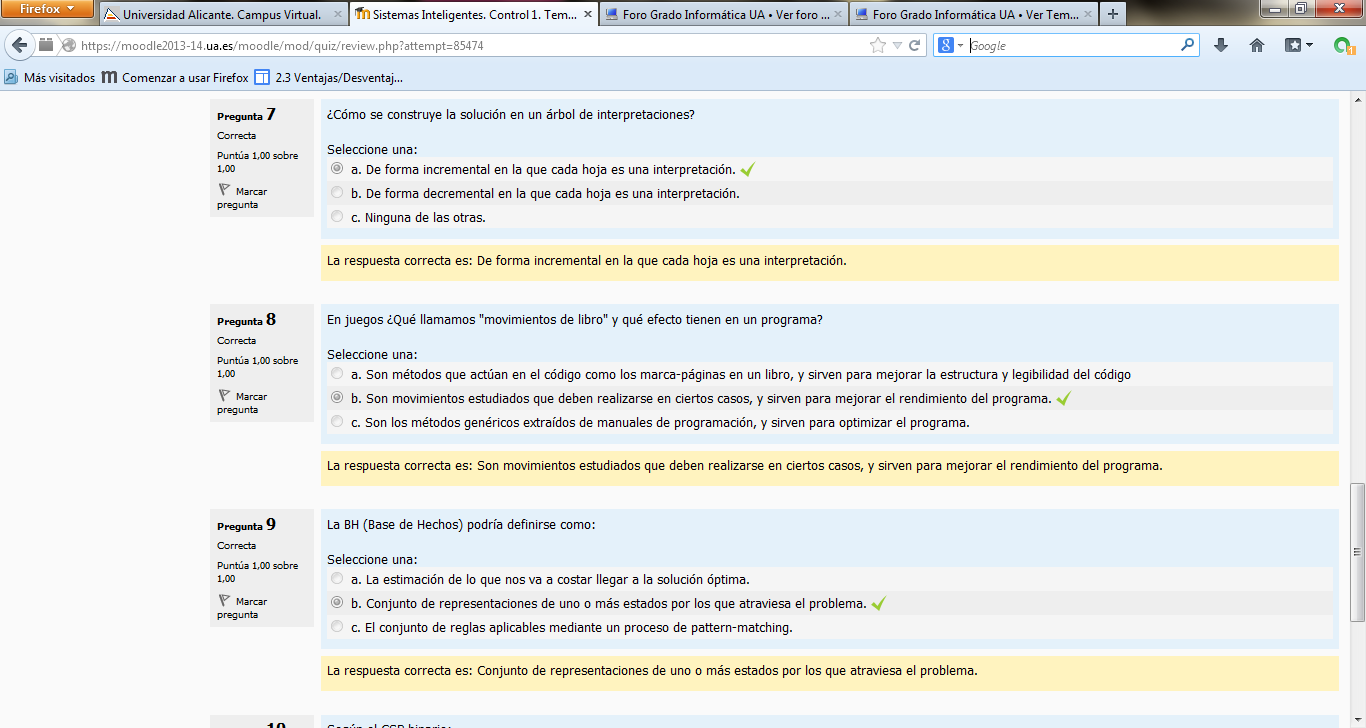 Firefox
Universidad Alicante. Campus Virtual.
Sistemas Inteligentes. Control 1. Tem...
Foro Grado Informática UA • Ver foro ...
Foro Grado Informática UA • Ver Tem...
https://moodle2013-14.ua.es/moodle/mod/quiz/review.php?attempt=85474
Google
Más visitados
Comenzar a usar Firefox
2.3 Ventajas/Desventaj...
Pregunta 7
Correcta
Puntúa 1,00 sobre
1,00
Marcar
pregunta
¿Cómo se construye la solución en un árbol de interpretaciones?
Seleccione una:
a. De forma incremental en la que cada hoja es una interpretación.
b. De forma decremental en la que cada hoja es una interpretación.
c. Ninguna de las otras.
La respuesta correcta es: De forma incremental en la que cada hoja es una interpretación.
Pregunta 8
Correcta
Puntúa 1,00 sobre
1,00
Marcar
pregunta
En juegos ¿Qué llamamos "movimientos de libro" y qué efecto tienen en un programa?
Seleccione una:
a. Son métodos que actúan en el código como los marca-páginas en un libro, y sirven para mejorar la estructura y legibilidad del código
b. Son movimientos estudiados que deben realizarse en ciertos casos, y sirven para mejorar el rendimiento del programa.
c. Son los métodos genéricos extraídos de manuales de programación, y sirven para optimizar el programa.
La respuesta correcta es: Son movimientos estudiados que deben realizarse en ciertos casos, y sirven para mejorar el rendimiento del programa.
Pregunta 9
Correcta
Puntúa 1,00 sobre
1,00
Marcar
pregunta
La BH (Base de Hechos) podría definirse como:
Seleccione una:
a. La estimación de lo que nos va a costar llegar a la solución óptima.
b. Conjunto de representaciones de uno o más estados por los que atraviesa el problema.
c. El conjunto de reglas aplicables mediante un proceso de pattern-matching.
La respuesta correcta es: Conjunto de representaciones de uno o más estados por los que atraviesa el problema.
10
Según el CSP binario: